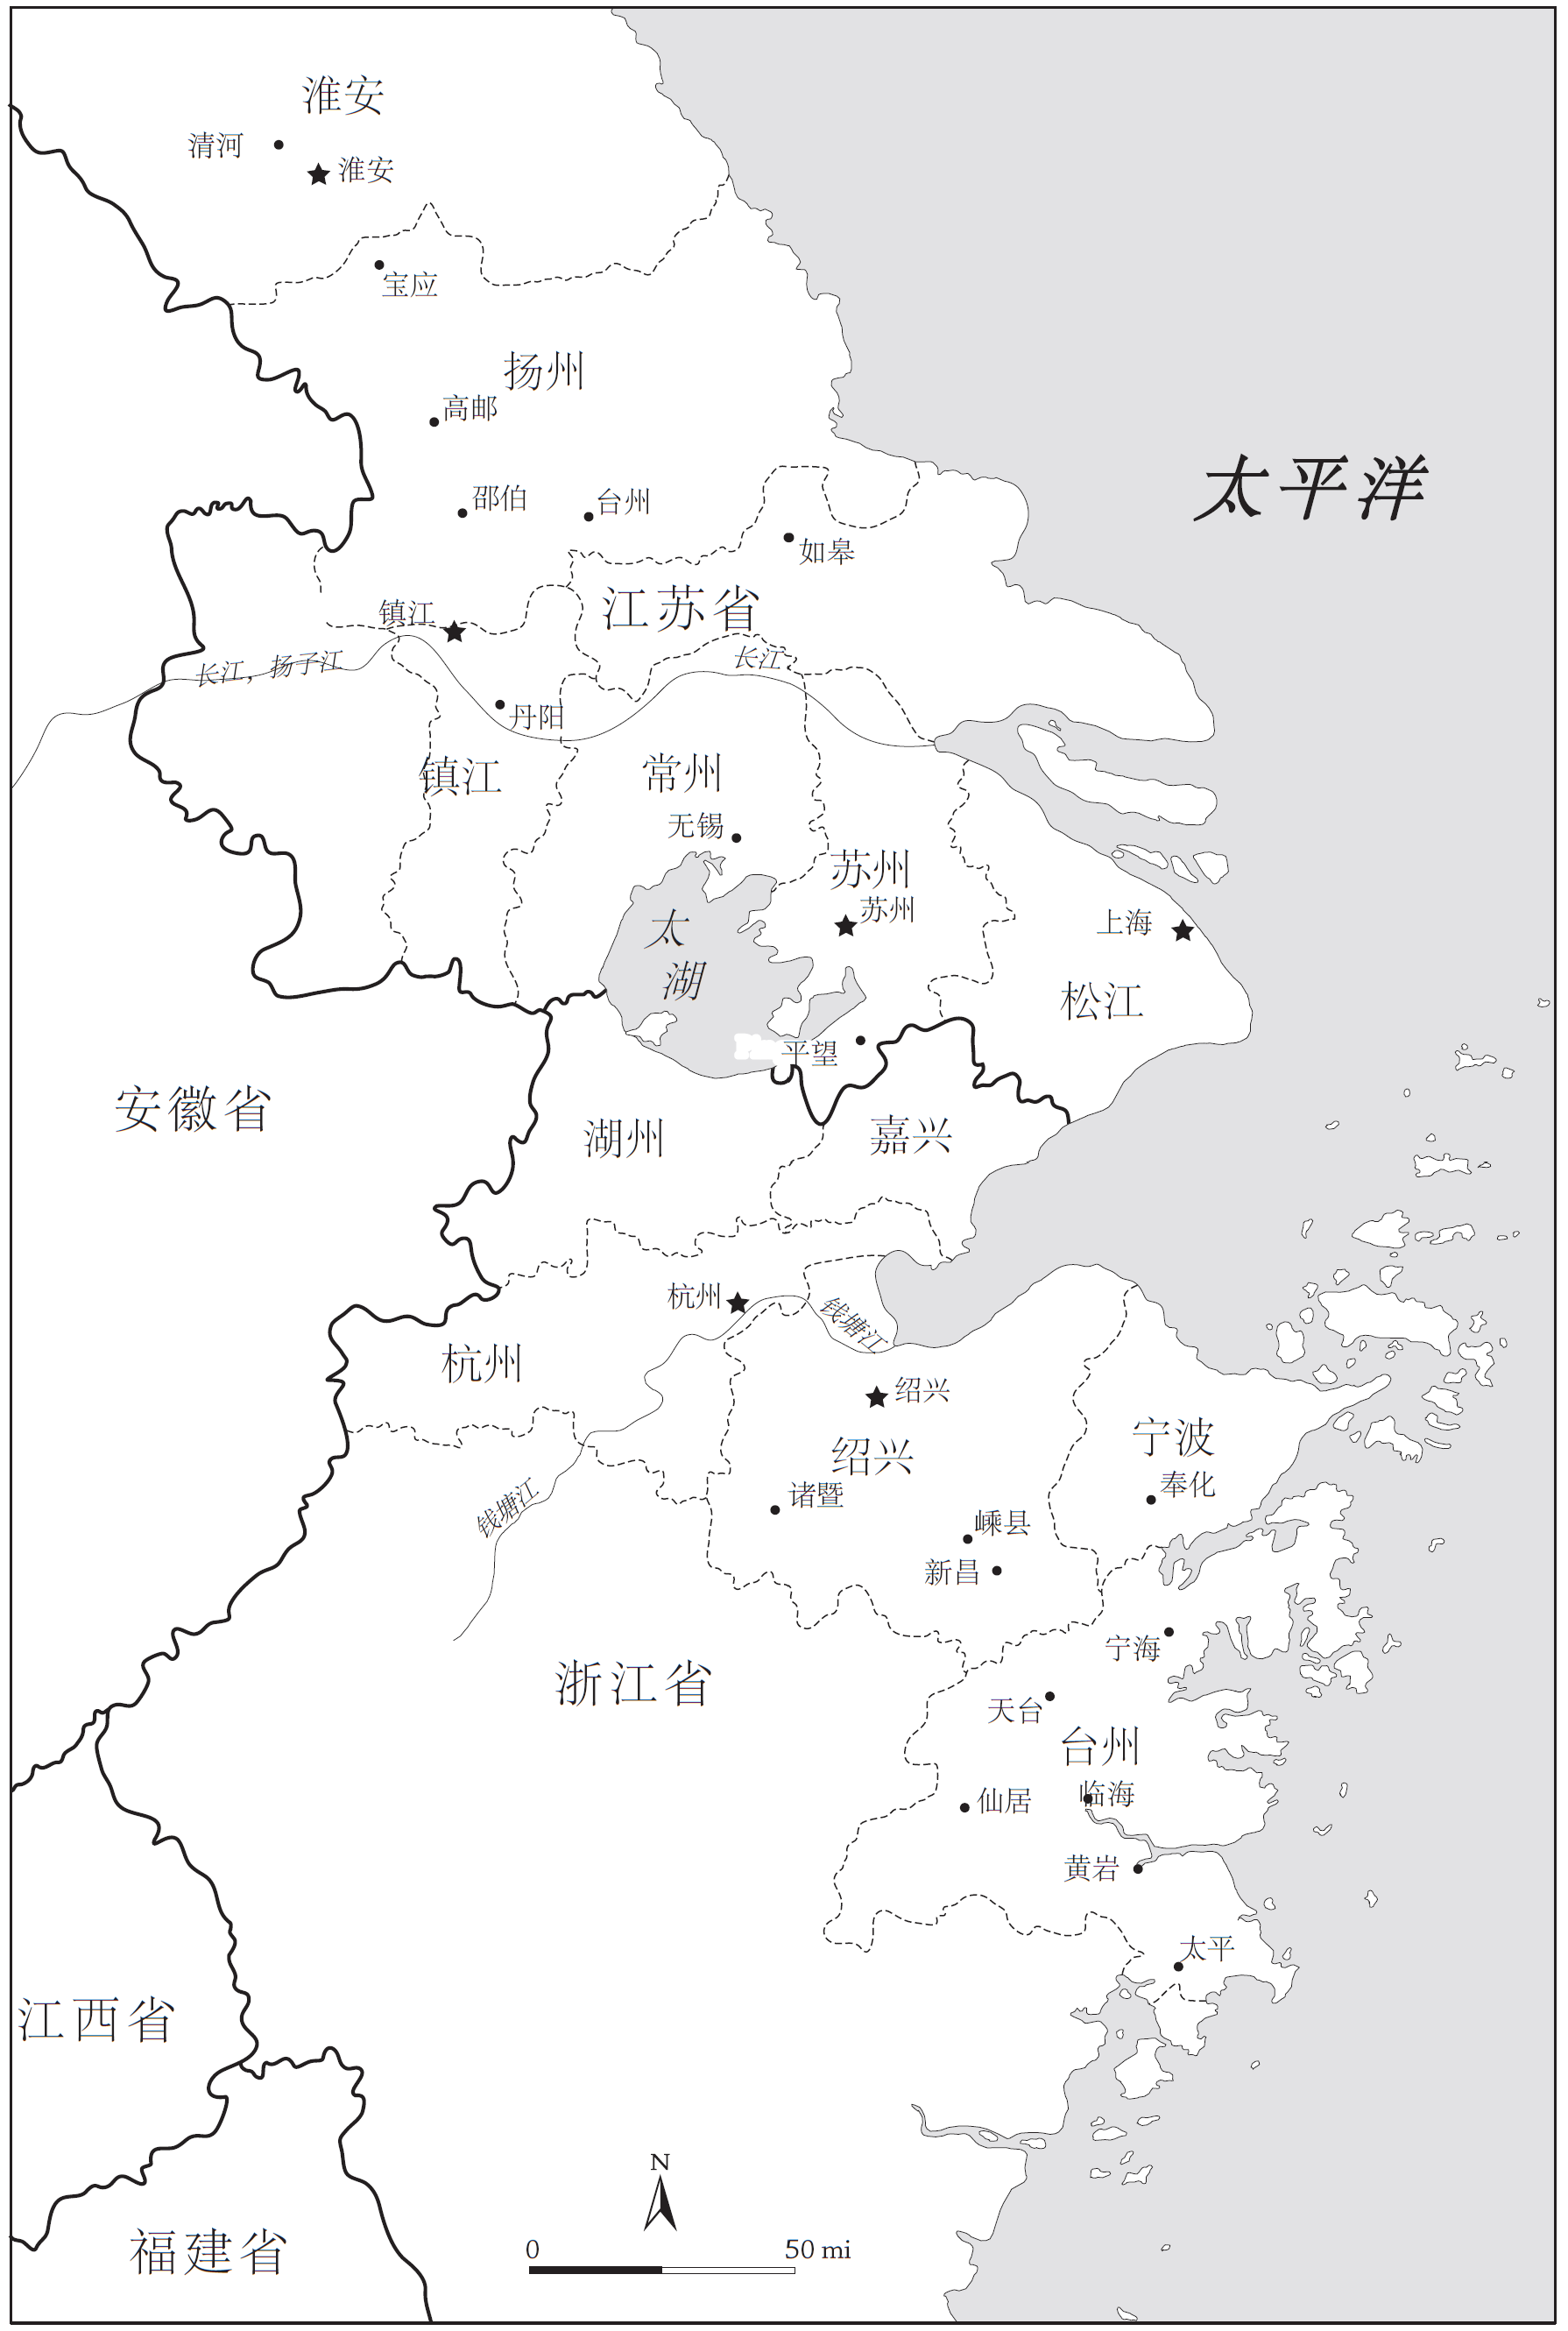 淮安
清河
淮安
宝应
扬州
高邮
邵伯
台州
如皋
太平洋
江苏省
镇江
长江，扬子江
长江
丹阳
镇江
常州
无锡
苏州
苏州
上海
太
湖
松江
平望
安徽省
湖州
嘉兴
杭州
钱塘江
杭州
绍兴
绍兴
宁波
奉化
诸暨
钱塘江
嵊县
新昌
宁海
浙江省
天台
台州
临海
仙居
黄岩
太平
江西省
福建省
N
0 50 mi